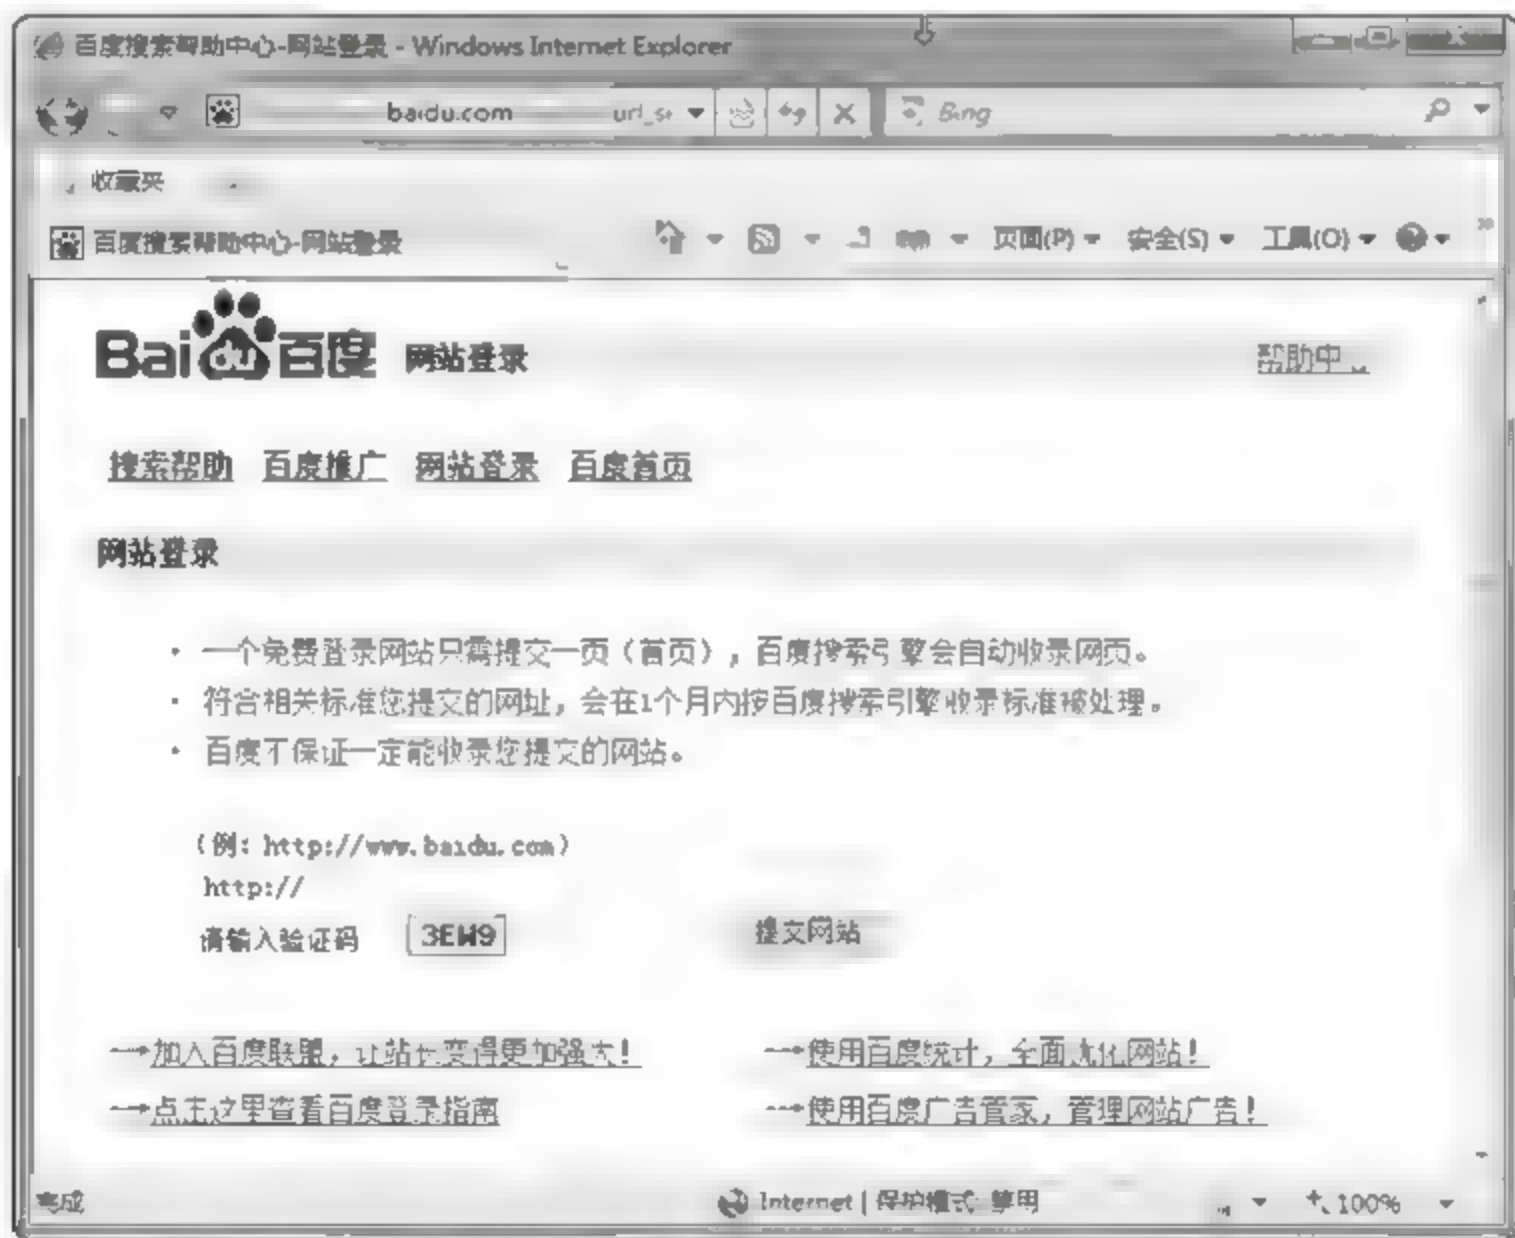 百度搜索帮助中心-网站登录 - Windows Internet Explorer
baidu.com url_s Bing
收藏夹
百度搜索帮助中心-网站登录 页面(P) 安全(S) 工具(O)
Bai du 百度 网站登录 帮助中
搜索帮助 百度推广 网站登录 百度首页
网站登录
· 一个免费登录网站只需提交一页（首页），百度搜索引擎会自动收录网页。
· 符合相关标准您提交的网址，会在1个月内按百度搜索引擎收录标准被处理。
· 百度不保证一定能收录您提交的网站。
（例：http://www.baidu.com）
http://
请输入验证码 3EW9 提交网站
→加入百度联盟，让站长变得更加强大！ →使用百度统计，全面优化网站！
→点击这里查看百度登录指南 →使用百度广告管家，管理网站广告！
完成 Internet | 保护模式: 禁用 100%